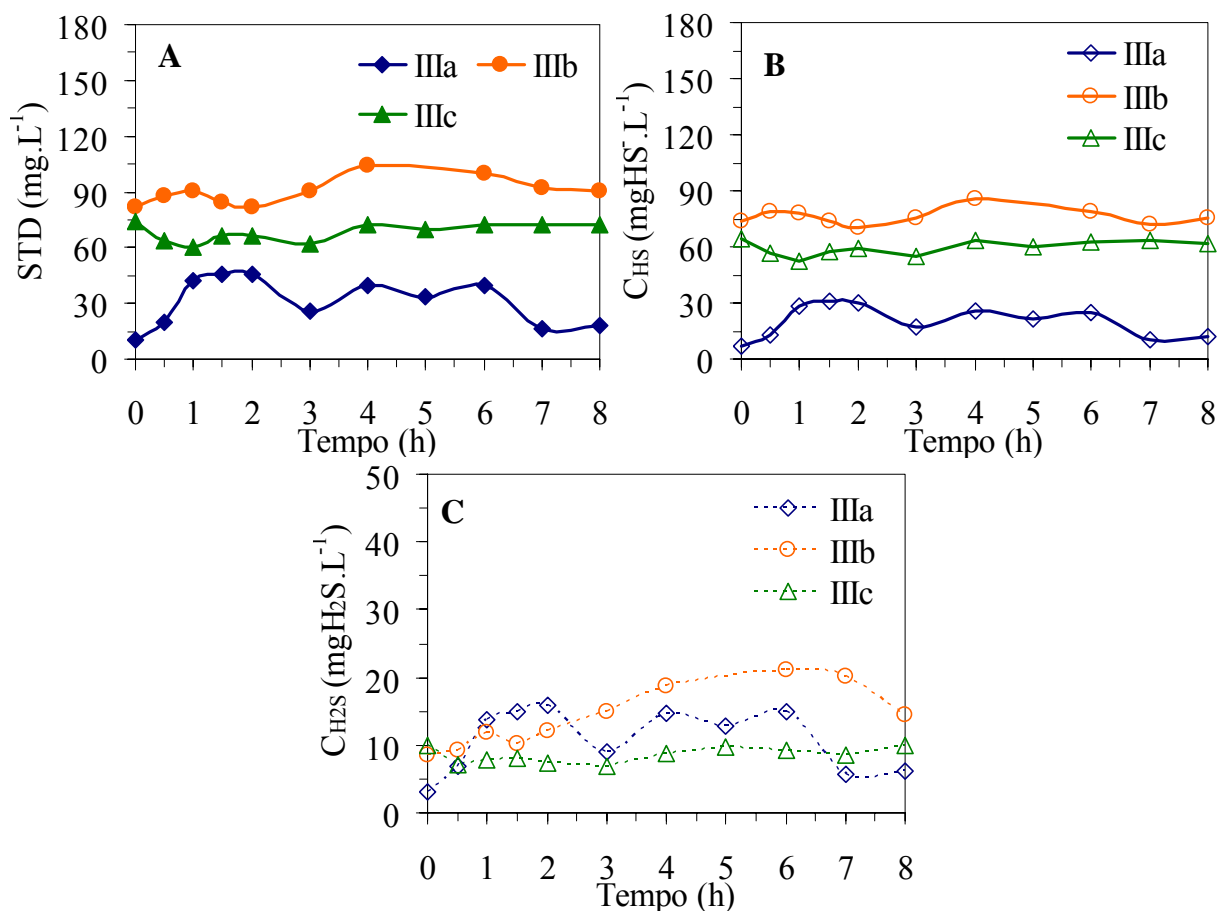 A
IIIa IIIb
IIIc
STD (mg.L⁻¹)
180
150
120
90
60
30
0
0 1 2 3 4 5 6 7 8
Tempo (h)
B
IIIa
IIIb
IIIc
C_HS (mgHS⁻.L⁻¹)
180
150
120
90
60
30
0
0 1 2 3 4 5 6 7 8
Tempo (h)
C
IIIa
IIIb
IIIc
C_H2S (mgH₂S.L⁻¹)
50
40
30
20
10
0
0 1 2 3 4 5 6 7 8
Tempo (h)